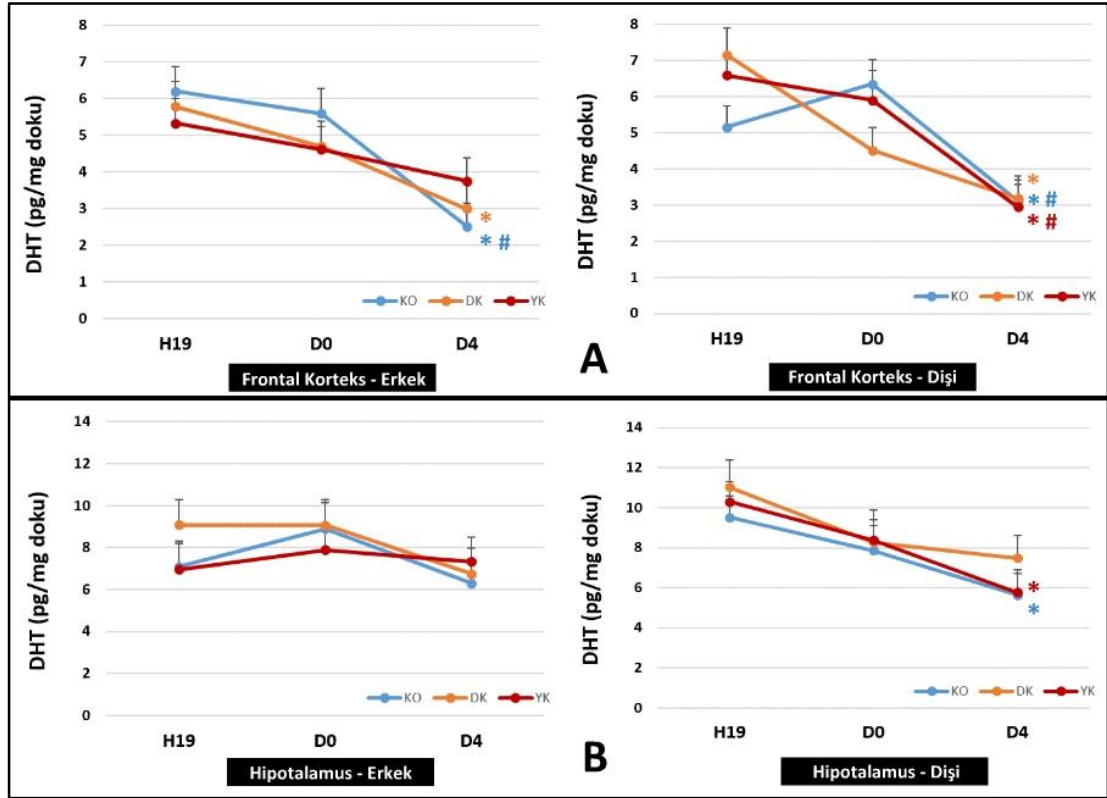 DHT (pg/mg doku)
8
7
6
5
4
3
2
1
0
* 
* #
KO DK YK
H19 D0 D4
Frontal Korteks - Erkek
A
DHT (pg/mg doku)
8
7
6
5
4
3
2
1
0
*
* #
* #
KO DK YK
H19 D0 D4
Frontal Korteks - Dişi
DHT (pg/mg doku)
14
12
10
8
6
4
2
0
KO DK YK
H19 D0 D4
Hipotalamus - Erkek
B
DHT (pg/mg doku)
14
12
10
8
6
4
2
0
*
*
KO DK YK
H19 D0 D4
Hipotalamus - Dişi